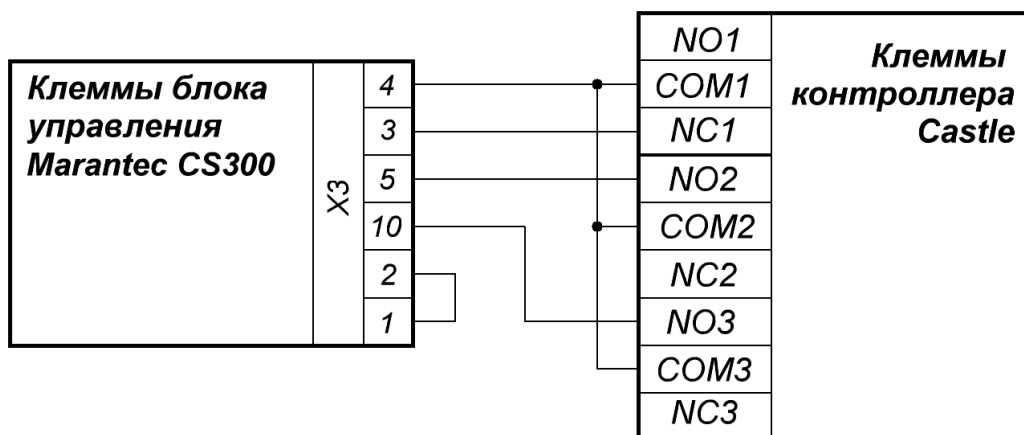 Клеммы блока
управления
Marantec CS300
X3
4
3
5
10
2
1
NO1
COM1
NC1
NO2
COM2
NC2
NO3
COM3
NC3
Клеммы
контроллера
Castle